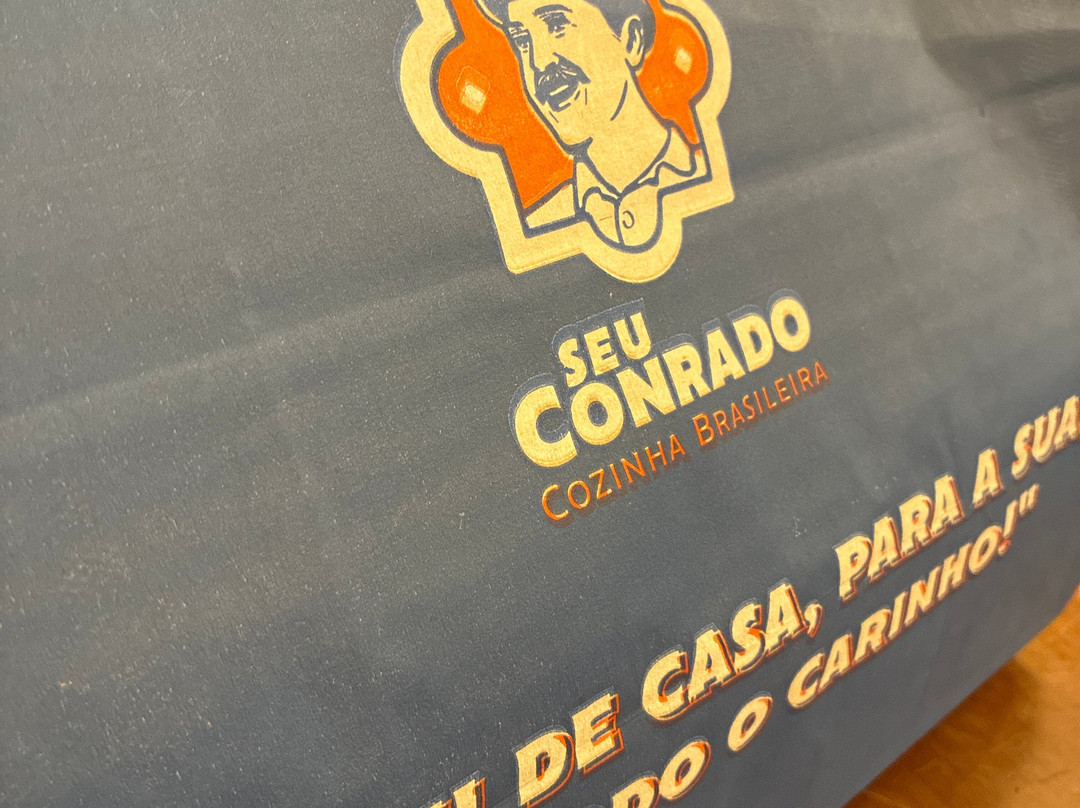 SEU
CONRADO
COZINHA BRASILEIRA
DE CASA, PARA A SUA
O CARINHO!"